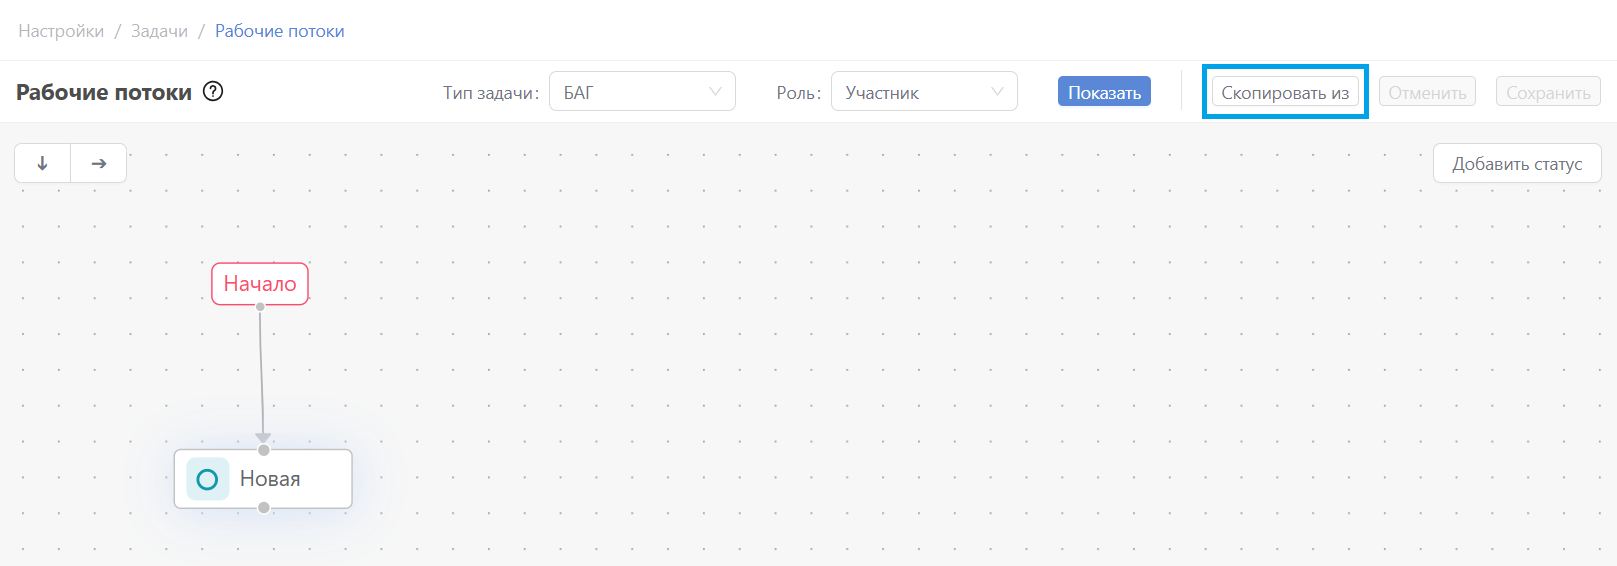 Настройки / Задачи / Рабочие потоки
Рабочие потоки ? Тип задачи: БАГ Роль: Участник Показать Скопировать из Отменить Сохранить
Добавить статус
Начало
Новая